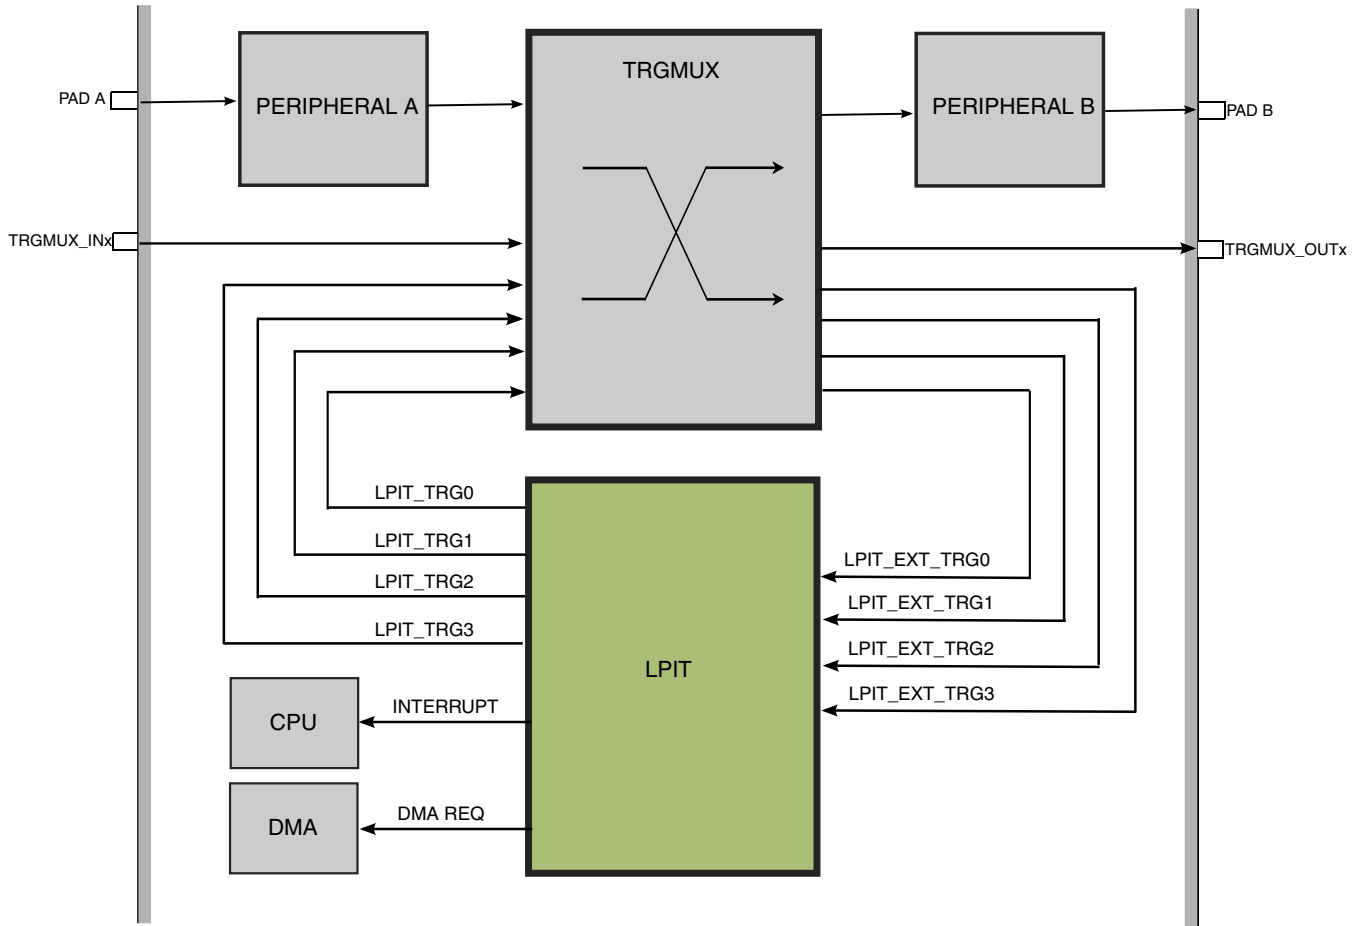 TRGMUX
PAD A
PERIPHERAL A
PERIPHERAL B
PAD B
TRGMUX_INx
TRGMUX_OUTx
LPIT_TRG0
LPIT_TRG1
LPIT_TRG2
LPIT_TRG3
LPIT_EXT_TRG0
LPIT_EXT_TRG1
LPIT_EXT_TRG2
LPIT_EXT_TRG3
LPIT
CPU
INTERRUPT
DMA
DMA REQ